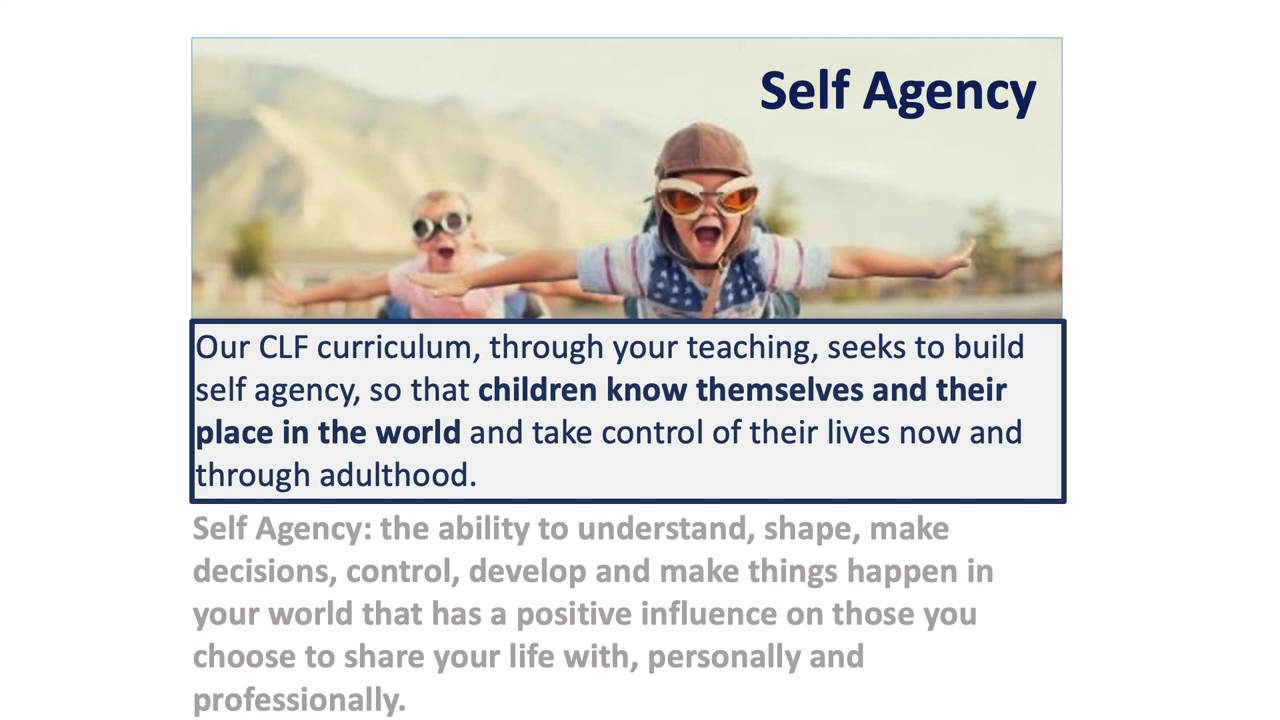 Self Agency
Our CLF curriculum, through your teaching, seeks to build
self agency, so that children know themselves and their
place in the world and take control of their lives now and
through adulthood.
Self Agency: the ability to understand, shape, make
decisions, control, develop and make things happen in
your world that has a positive influence on those you
choose to share your life with, personally and
professionally.